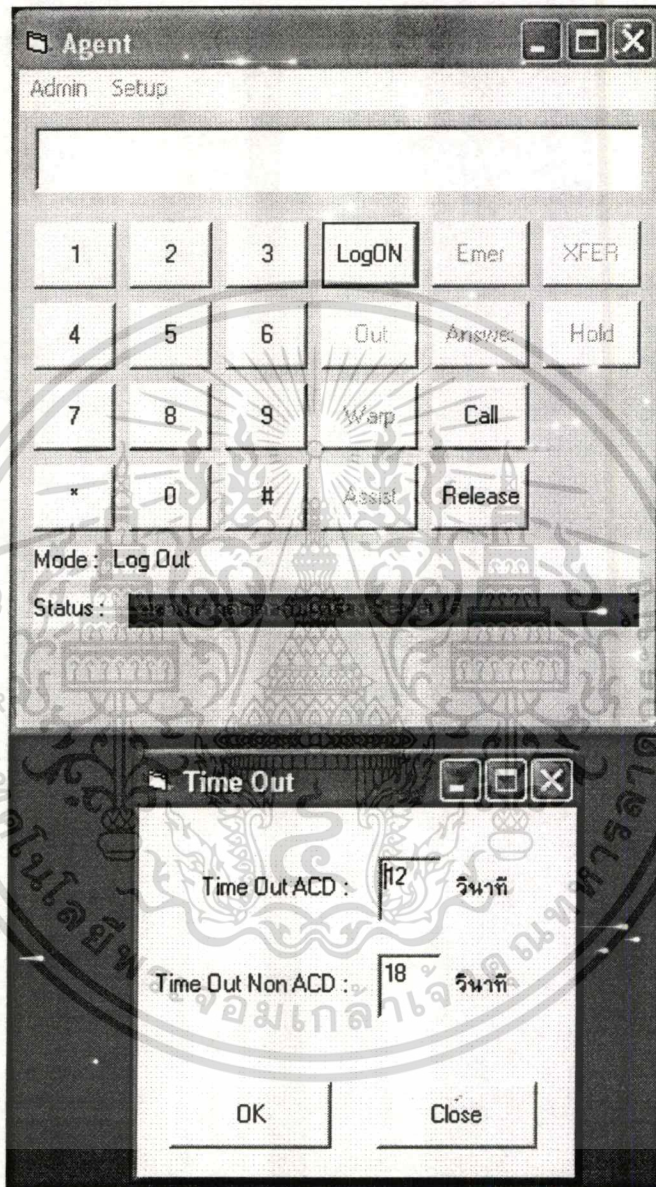 Agent
Admin Setup
1 2 3 LogON Emer XFER
4 5 6 Out Answer Hold
7 8 9 Warp Call
* 0 # Assist Release
Mode : Log Out
Status :
Time Out
Time Out ACD : 12 วินาที
Time Out Non ACD : 18 วินาที
OK Close